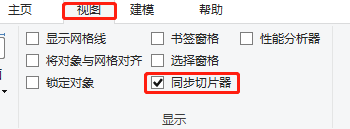 主页 视图 建模 帮助
显示网格线 书签窗格 性能分析器
将对象与网格对齐 选择窗格
锁定对象 同步切片器
显示